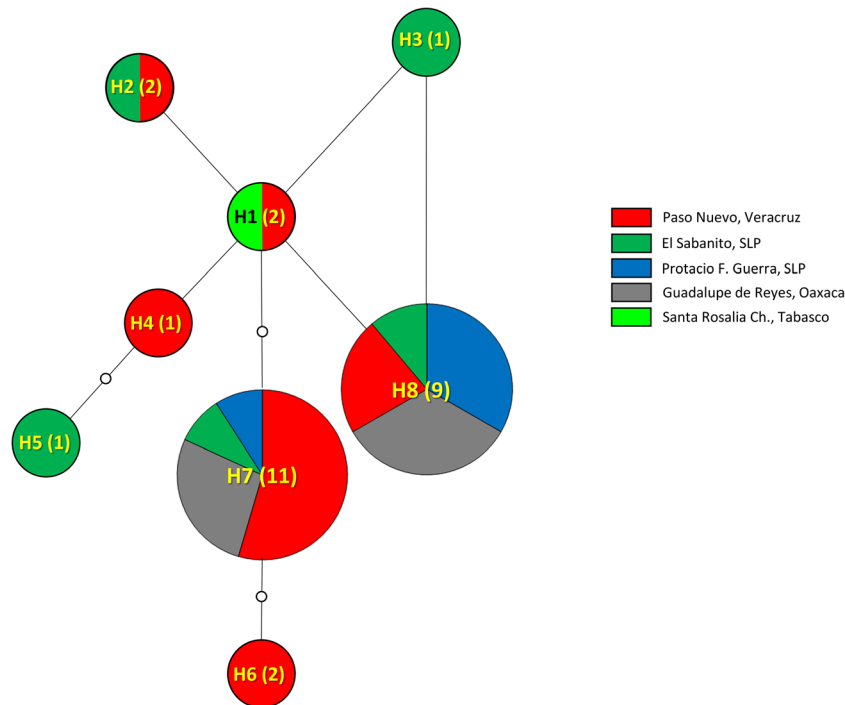 H3 (1)
H2 (2)
H1 (2)
Paso Nuevo, Veracruz
El Sabanito, SLP
Protacio F. Guerra, SLP
Guadalupe de Reyes, Oaxaca
Santa Rosalia Ch., Tabasco
H4 (1)
H8 (9)
H5 (1)
H7 (11)
H6 (2)